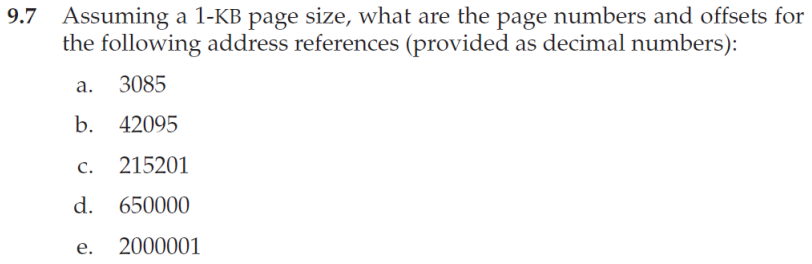 9.7 Assuming a 1-KB page size, what are the page numbers and offsets for
the following address references (provided as decimal numbers):
a. 3085
b. 42095
c. 215201
d. 650000
e. 2000001